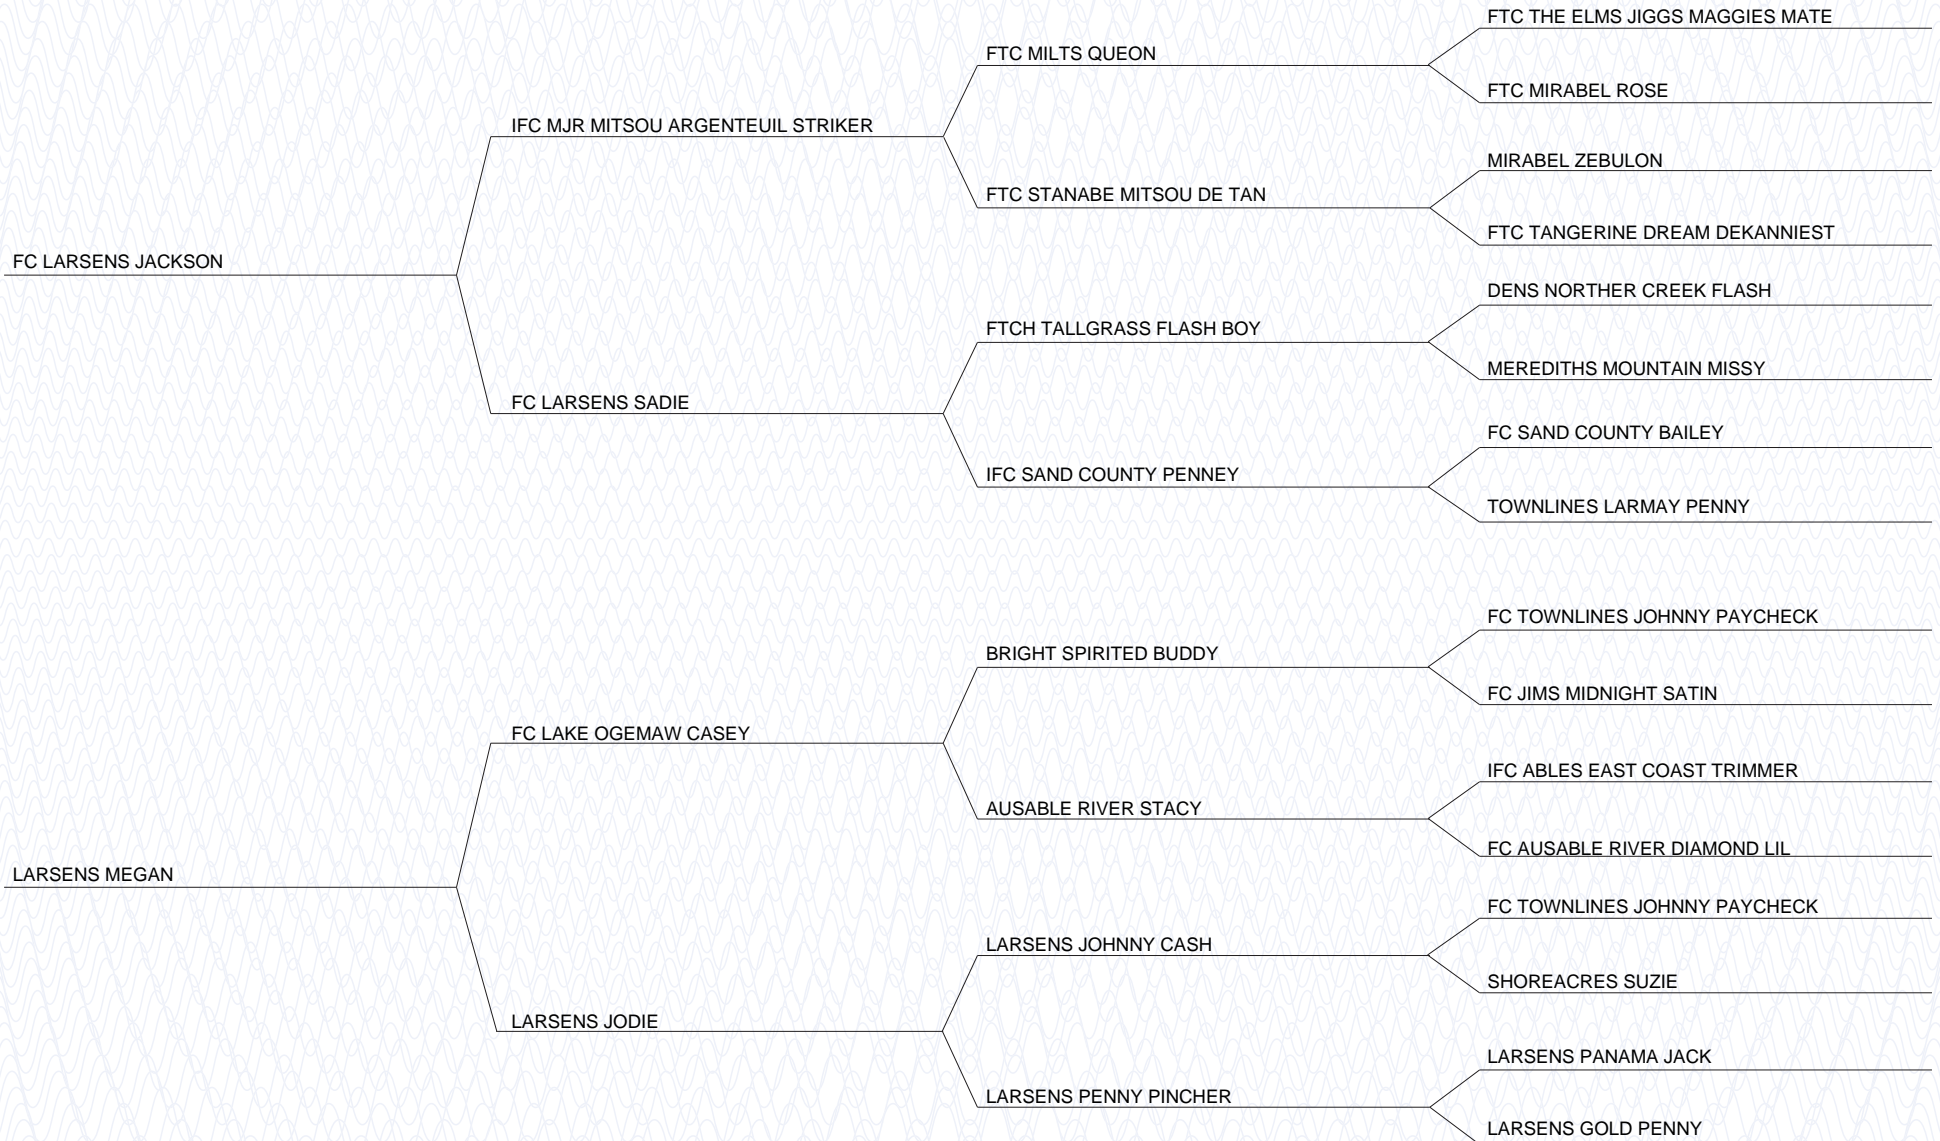 FTC THE ELMS JIGGS MAGGIES MATE
FTC MILTS QUEON
FTC MIRABEL ROSE
IFC MJR MITSOU ARGENTEUIL STRIKER
MIRABEL ZEBULON
FTC STANABE MITSOU DE TAN
FTC TANGERINE DREAM DEKANNIEST
FC LARSENS JACKSON
DENS NORTHER CREEK FLASH
FTCH TALLGRASS FLASH BOY
MEREDITHS MOUNTAIN MISSY
FC LARSENS SADIE
FC SAND COUNTY BAILEY
IFC SAND COUNTY PENNEY
TOWNLINES LARMAY PENNY
FC TOWNLINES JOHNNY PAYCHECK
BRIGHT SPIRITED BUDDY
FC JIMS MIDNIGHT SATIN
FC LAKE OGEMAW CASEY
IFC ABLES EAST COAST TRIMMER
AUSABLE RIVER STACY
FC AUSABLE RIVER DIAMOND LIL
LARSENS MEGAN
FC TOWNLINES JOHNNY PAYCHECK
LARSENS JOHNNY CASH
SHOREACRES SUZIE
LARSENS JODIE
LARSENS PANAMA JACK
LARSENS PENNY PINCHER
LARSENS GOLD PENNY